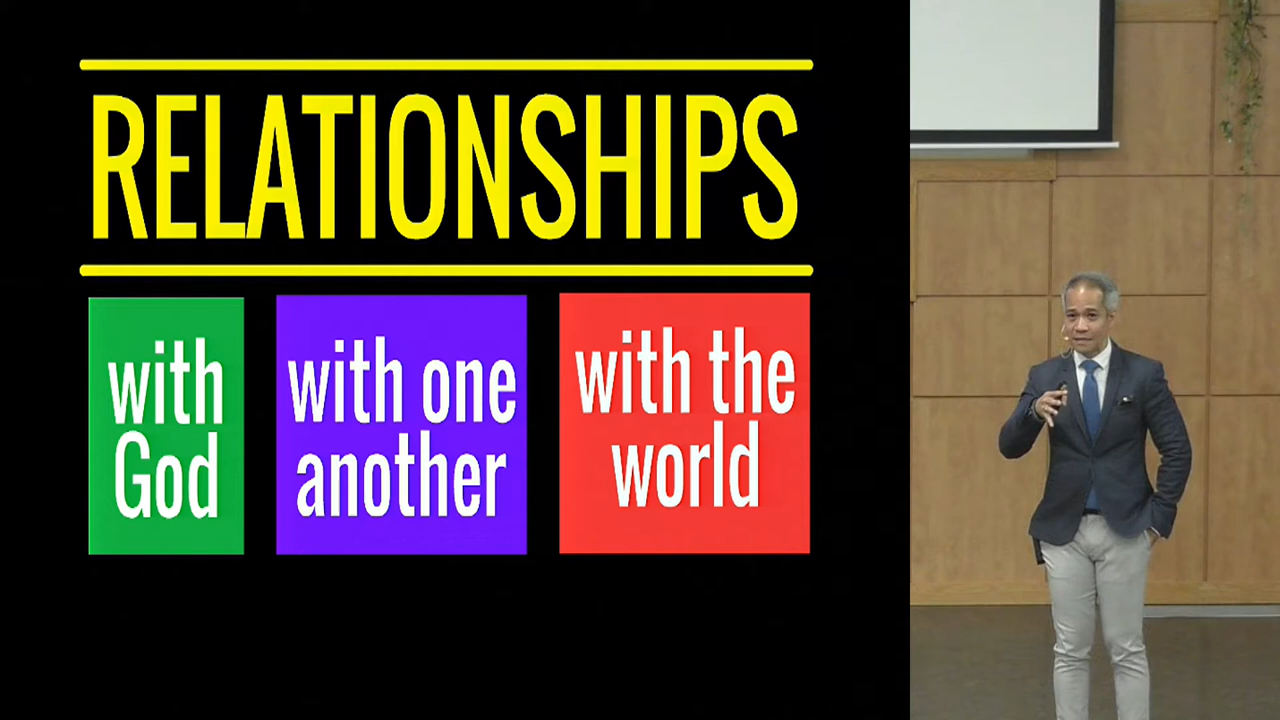 RELATIONSHIPS
with
God
with one
another
with the
world